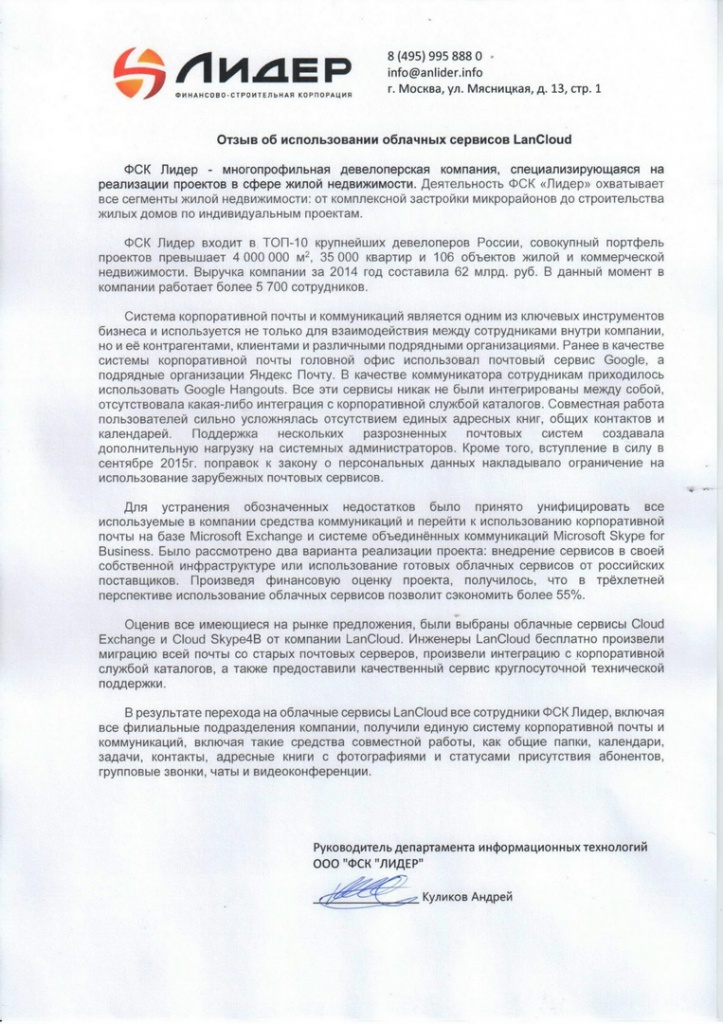 ЛИДЕР
ФИНАНСОВО-СТРОИТЕЛЬНАЯ КОРПОРАЦИЯ
8 (495) 995 888 0
info@anlider.info
г. Москва, ул. Мясницкая, д. 13, стр. 1
Отзыв об использовании облачных сервисов LanCloud
ФСК Лидер - многопрофильная девелоперская компания, специализирующаяся на
реализации проектов в сфере жилой недвижимости. Деятельность ФСК «Лидер» охватывает
все сегменты жилой недвижимости: от комплексной застройки микрорайонов до строительства
жилых домов по индивидуальным проектам.
ФСК Лидер входит в ТОП-10 крупнейших девелоперов России, совокупный портфель
проектов превышает 4 000 000 м², 35 000 квартир и 106 объектов жилой и коммерческой
недвижимости. Выручка компании за 2014 год составила 62 млрд. руб. В данный момент в
компании работает более 5 700 сотрудников.
Система корпоративной почты и коммуникаций является одним из ключевых инструментов
бизнеса и используется не только для взаимодействия между сотрудниками внутри компании,
но и её контрагентами, клиентами и различными подрядными организациями. Ранее в качестве
системы корпоративной почты головной офис использовал почтовый сервис Google, а
подрядные организации Яндекс Почту. В качестве коммуникатора сотрудникам приходилось
использовать Google Hangouts. Все эти сервисы никак не были интегрированы между собой,
отсутствовала какая-либо интеграция с корпоративной службой каталогов. Совместная работа
пользователей сильно усложнялась отсутствием единых адресных книг, общих контактов и
календарей. Поддержка нескольких разрозненных почтовых систем создавала
дополнительную нагрузку на системных администраторов. Кроме того, вступление в силу в
сентябре 2015г. поправок к закону о персональных данных накладывало ограничение на
использование зарубежных почтовых сервисов.
Для устранения обозначенных недостатков было принято унифицировать все
используемые в компании средства коммуникаций и перейти к использованию корпоративной
почты на базе Microsoft Exchange и системе объединённых коммуникаций Microsoft Skype for
Business. Было рассмотрено два варианта реализации проекта: внедрение сервисов в своей
собственной инфраструктуре или использование готовых облачных сервисов от российских
поставщиков. Произведя финансовую оценку проекта, получилось, что в трёхлетней
перспективе использование облачных сервисов позволит сэкономить более 55%.
Оценив все имеющиеся на рынке предложения, были выбраны облачные сервисы Cloud
Exchange и Cloud Skype4B от компании LanCloud. Инженеры LanCloud бесплатно произвели
миграцию всей почты со старых почтовых серверов, произвели интеграцию с корпоративной
службой каталогов, а также предоставили качественный сервис круглосуточной технической
поддержки.
В результате перехода на облачные сервисы LanCloud все сотрудники ФСК Лидер, включая
все филиальные подразделения компании, получили единую систему корпоративной почты и
коммуникаций, включая такие средства совместной работы, как общие папки, календари,
задачи, контакты, адресные книги с фотографиями и статусами присутствия абонентов,
групповые звонки, чаты и видеоконференции.
Руководитель департамента информационных технологий
ООО "ФСК "ЛИДЕР"
Куликов Андрей